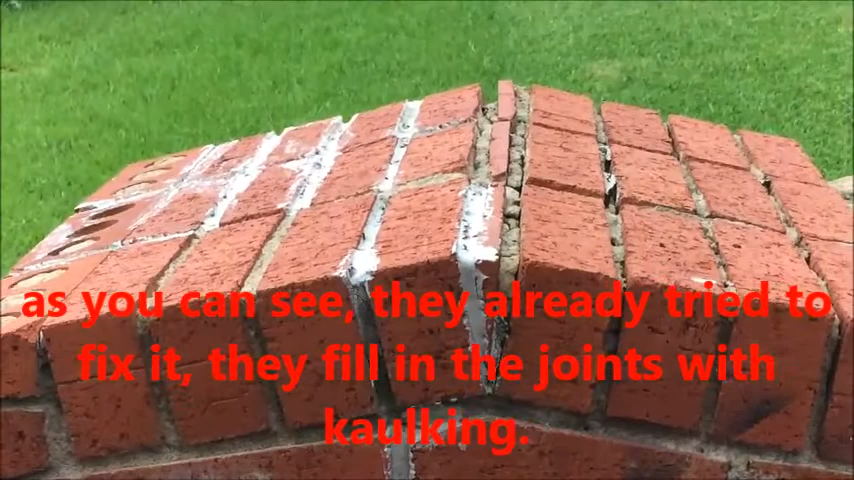 as you can see, they already tried to
fix it, they fill in the joints with
kaulking.